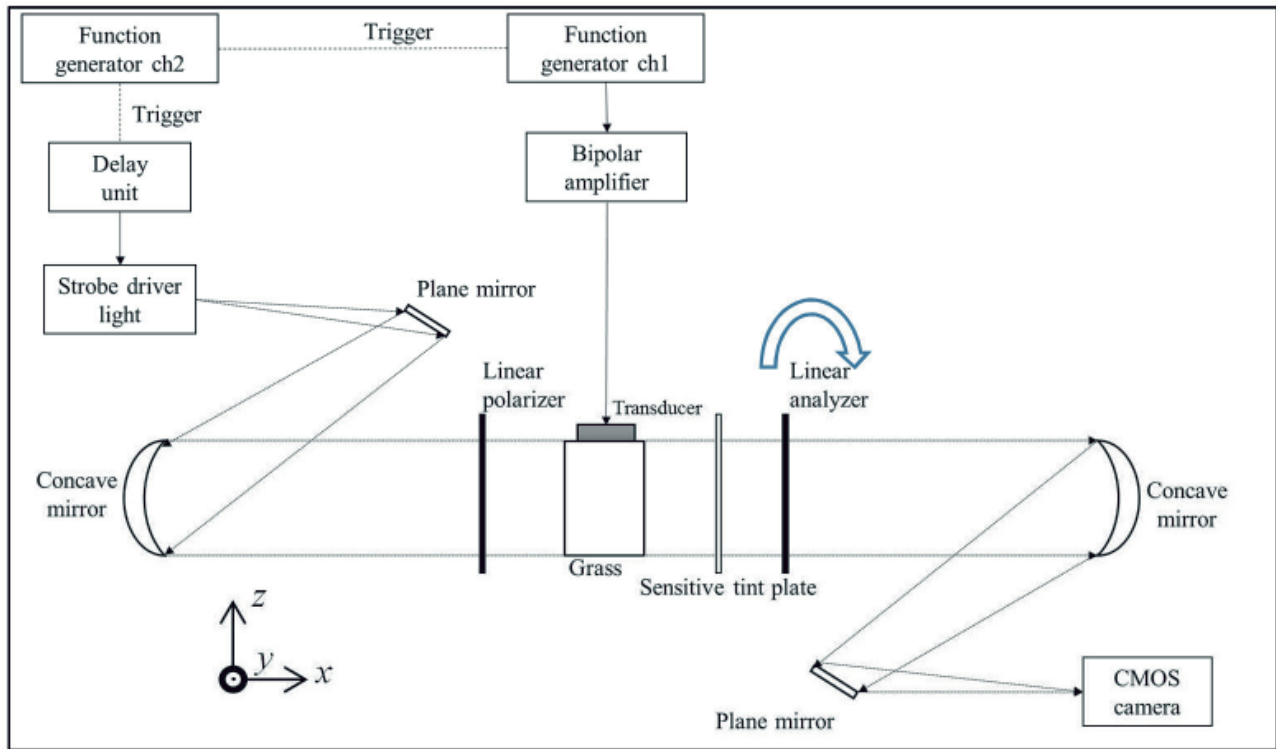 Function
generator ch2
Trigger
Function
generator ch1
Trigger
Delay
unit
Bipolar
amplifier
Strobe driver
light
Plane mirror
Linear
polarizer
Transducer
Linear
analyzer
Concave
mirror
Concave
mirror
Grass
Sensitive tint plate
z
y
x
Plane mirror
CMOS
camera